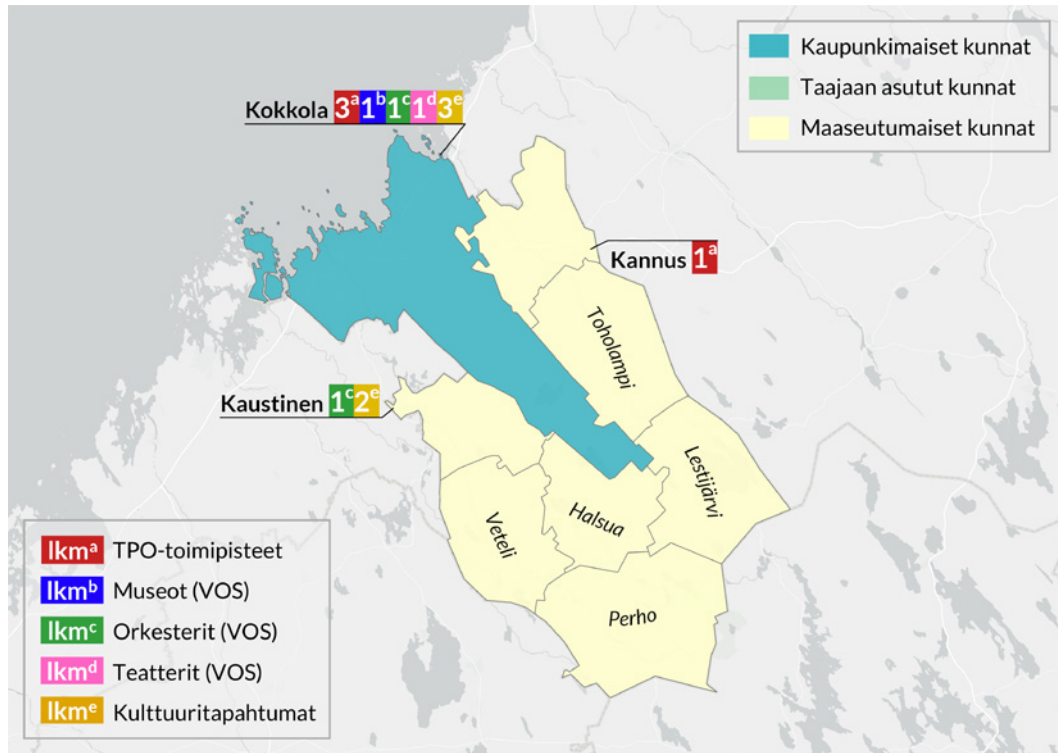 Kaupunkimaiset kunnat
Taajaan asutut kunnat
Maaseutumaiset kunnat
Kokkola 3ᵃ 1ᵇ 1ᶜ 1ᵈ 3ᵉ
Kannus 1ᵃ
Toholampi
Kaustinen 1ᶜ 2ᵉ
Lestijärvi
Halsua
Veteli
Perho
lkmᵃ TPO-toimipisteet
lkmᵇ Museot (VOS)
lkmᶜ Orkesterit (VOS)
lkmᵈ Teatterit (VOS)
lkmᵉ Kulttuuritapahtumat